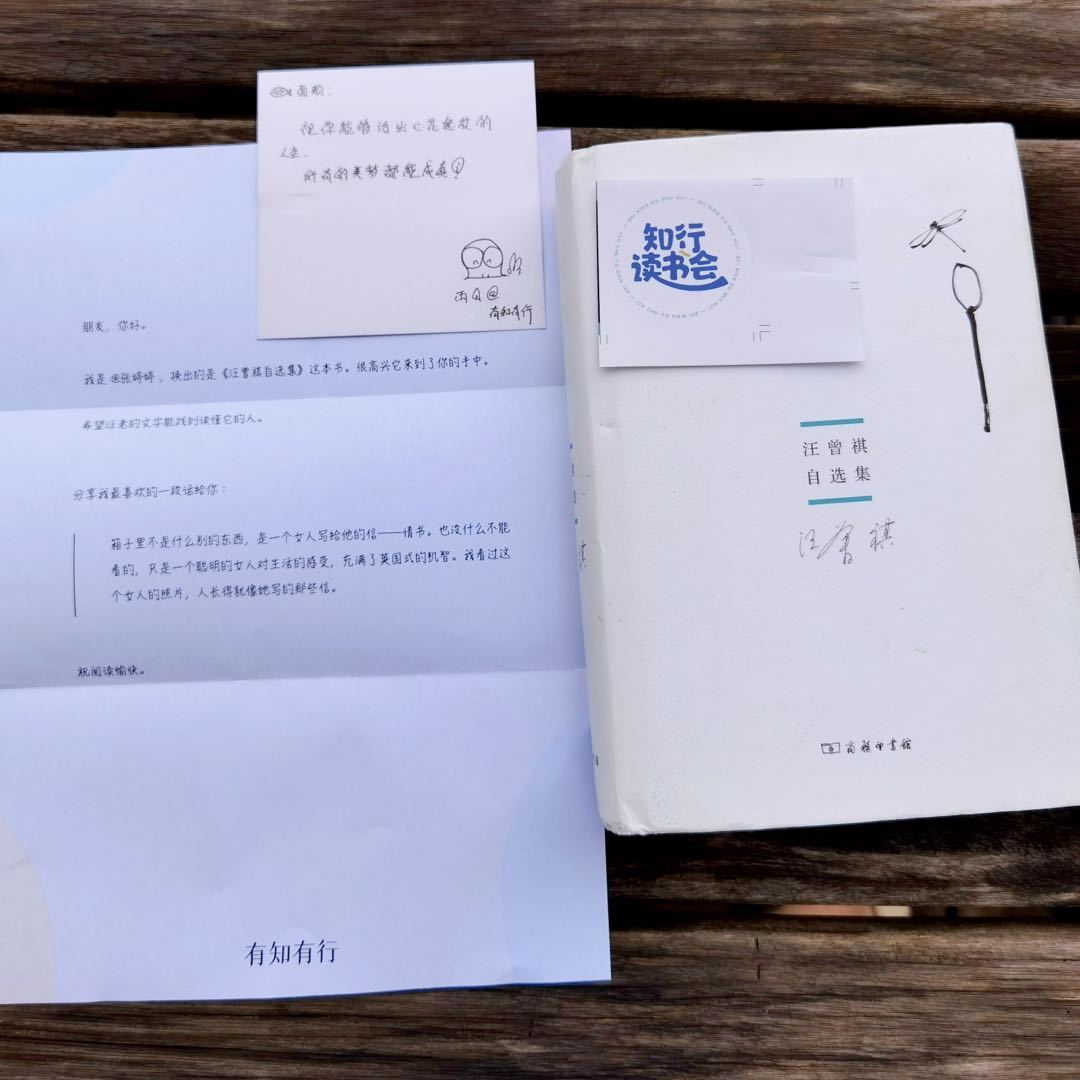 祝你能够活出心花怒放的
人生,
所有的美梦都能成真!
雨白@
有知有行
朋友，你好。
我是 @张婷婷，换出的是《汪曾祺自选集》这本书。很高兴它来到了你的手中。
希望汪老的文字能找到读懂它的人。
分享我最喜欢的一段话给你：
箱子里不是什么别的东西，是一个女人写给他的信——情书。也没什么不能
看的，只是一个聪明的女人对生活的感受，充满了英国式的机智。我看过这
个女人的照片，人长得就像她写的那些信。
祝阅读愉快。
有知有行
知行
读书会
汪曾祺
自选集
汪曾祺
商務印書館